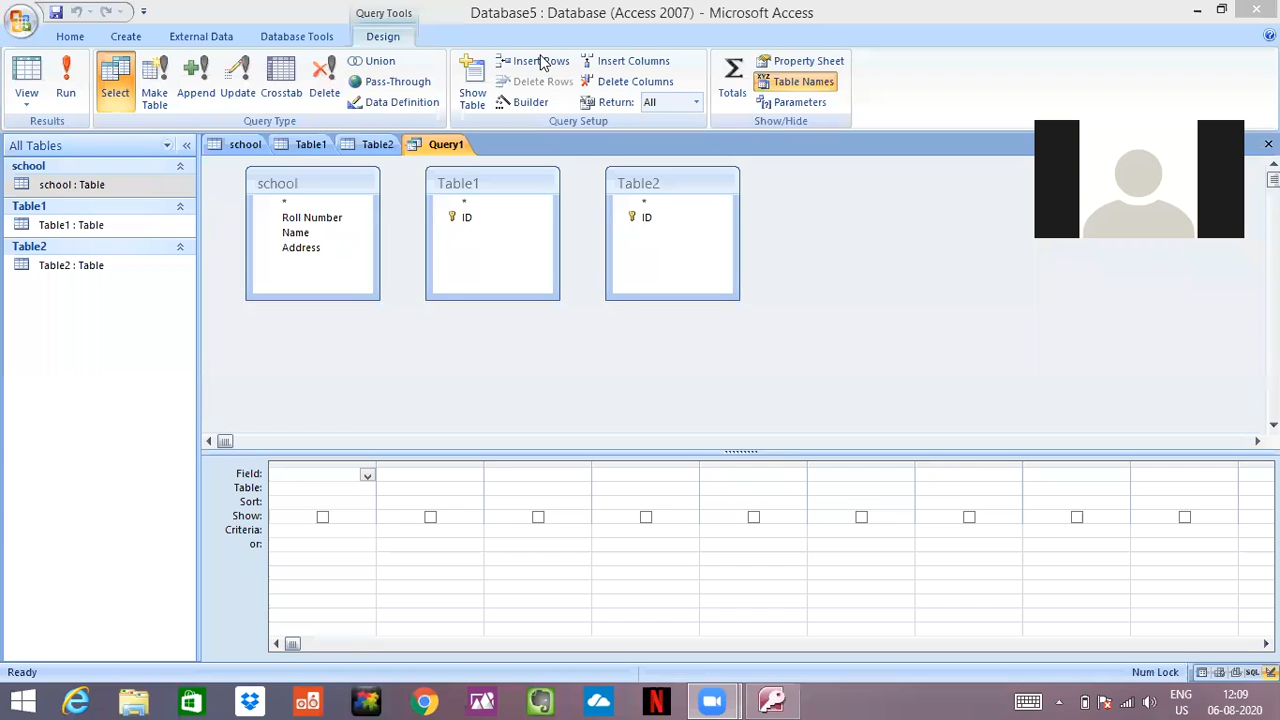 Query Tools
Database5 : Database (Access 2007) - Microsoft Access
Home Create External Data Database Tools Design
View Run
Results
Select Make Table Append Update Crosstab Delete
Union
Pass-Through
Data Definition
Query Type
Show Table
Insert Rows
Delete Rows
Builder
Insert Columns
Delete Columns
Return: All
Query Setup
Totals
Property Sheet
Table Names
Parameters
Show/Hide
All Tables
school
school : Table
Table1
Table1 : Table
Table2
Table2 : Table
school Table1 Table2 Query1
school
*
Roll Number
Name
Address
Table1
*
ID
Table2
*
ID
Field:
Table:
Sort:
Show:
Criteria:
or:
Ready
Num Lock
SQL
ENG 12:09
US 06-08-2020